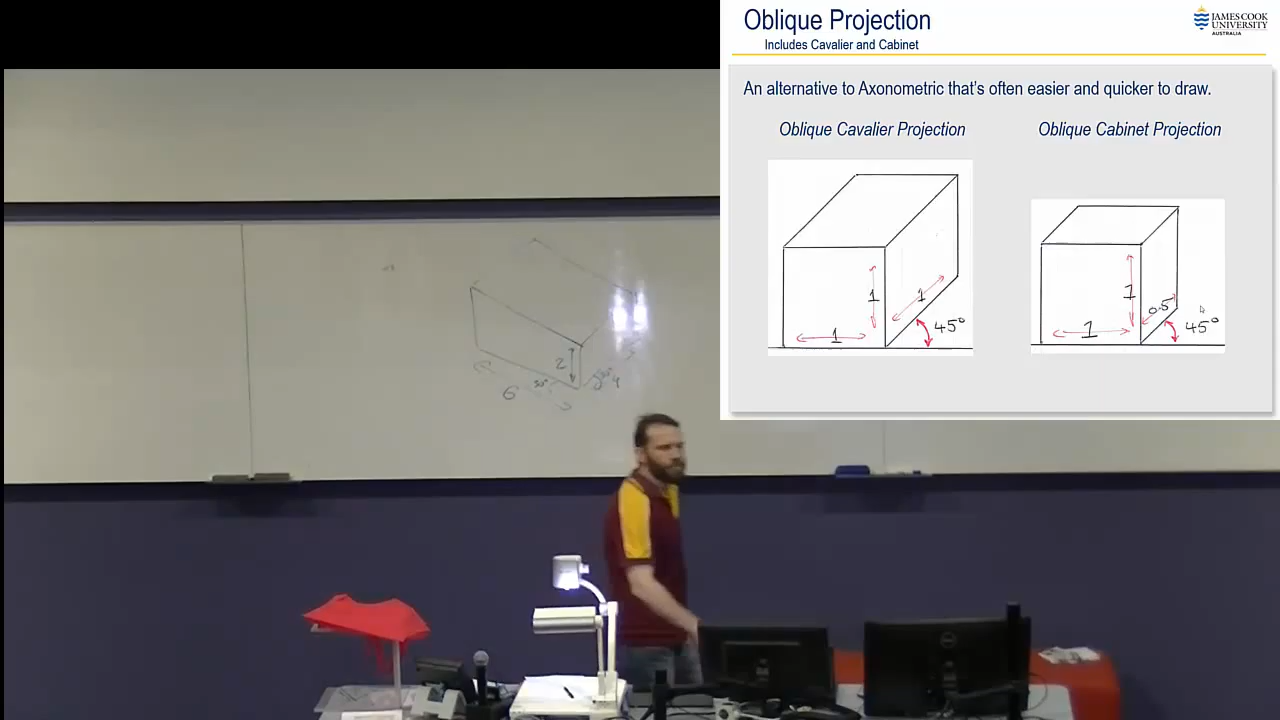 Oblique Projection
Includes Cavalier and Cabinet
JAMES COOK
UNIVERSITY
AUSTRALIA
An alternative to Axonometric that's often easier and quicker to draw.
Oblique Cavalier Projection
Oblique Cabinet Projection
1
1
1
45°
1
1
0.5
45°
2
6
30°
4